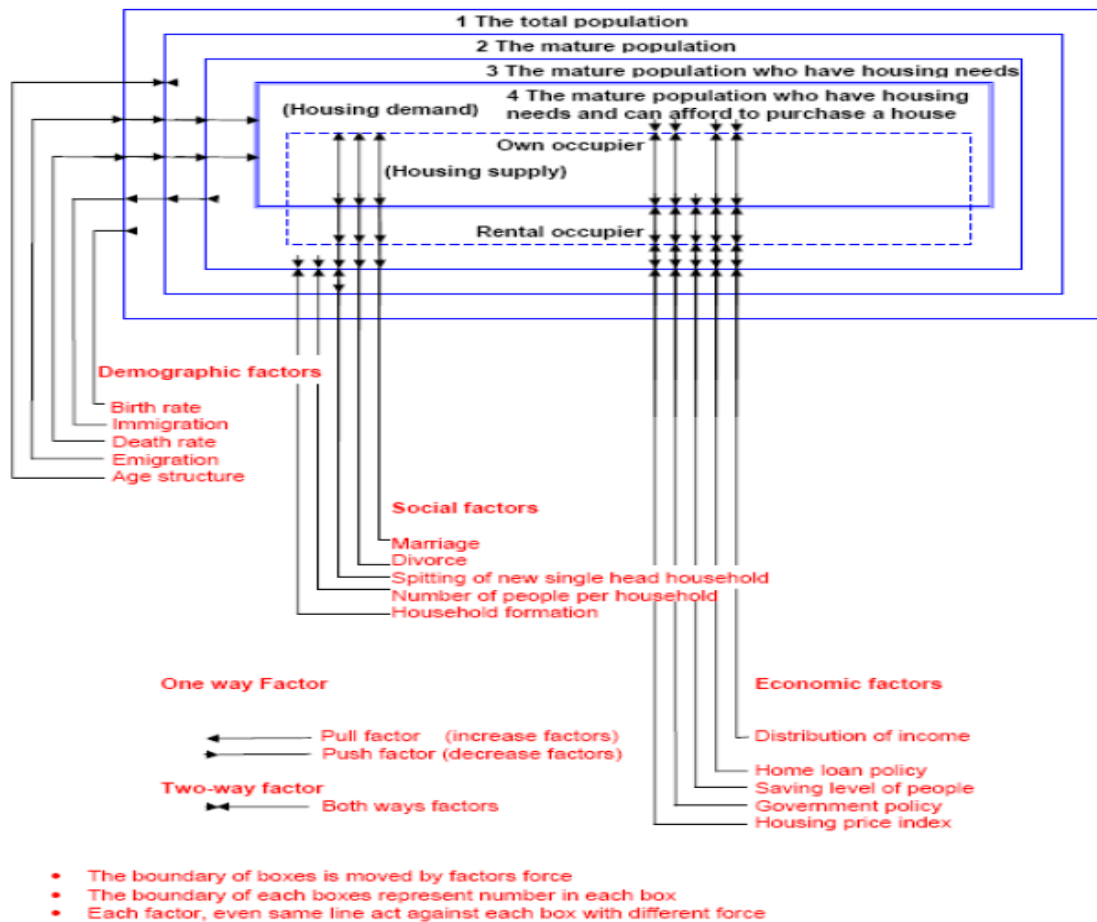 1 The total population
2 The mature population
3 The mature population who have housing needs
4 The mature population who have housing
needs and can afford to purchase a house
(Housing demand)
Own occupier
(Housing supply)
Rental occupier
Demographic factors
Birth rate
Immigration
Death rate
Emigration
Age structure
Social factors
Marriage
Divorce
Spitting of new single head household
Number of people per household
Household formation
One way Factor
Pull factor (increase factors)
Push factor (decrease factors)
Two-way factor
Both ways factors
Economic factors
Distribution of income
Home loan policy
Saving level of people
Government policy
Housing price index
• The boundary of boxes is moved by factors force
• The boundary of each boxes represent number in each box
• Each factor, even same line act against each box with different force